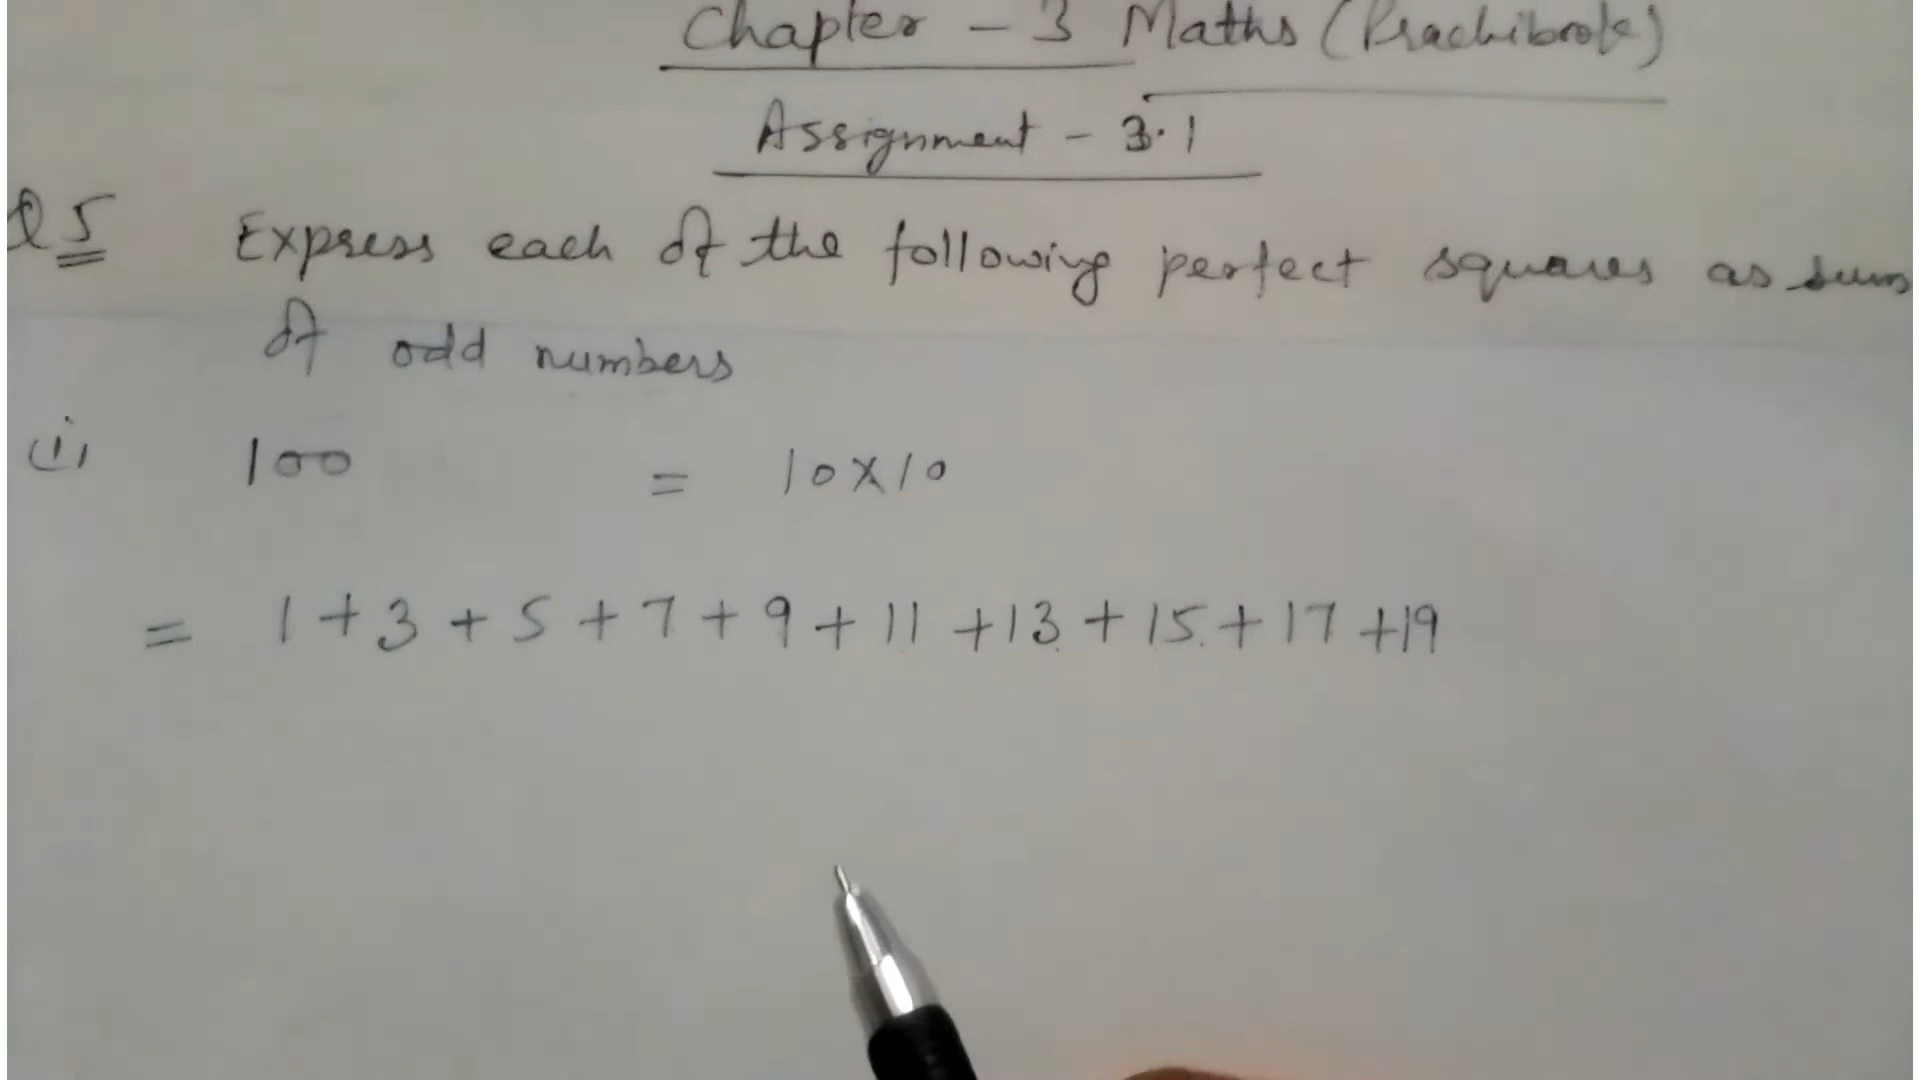 Chapter - 3 Maths (Prachibook)
Assignment - 3.1
Q5 Express each of the following perfect squares as sum
of odd numbers
(i) 100 = 10×10
= 1+3+5+7+9+11+13+15+17+19